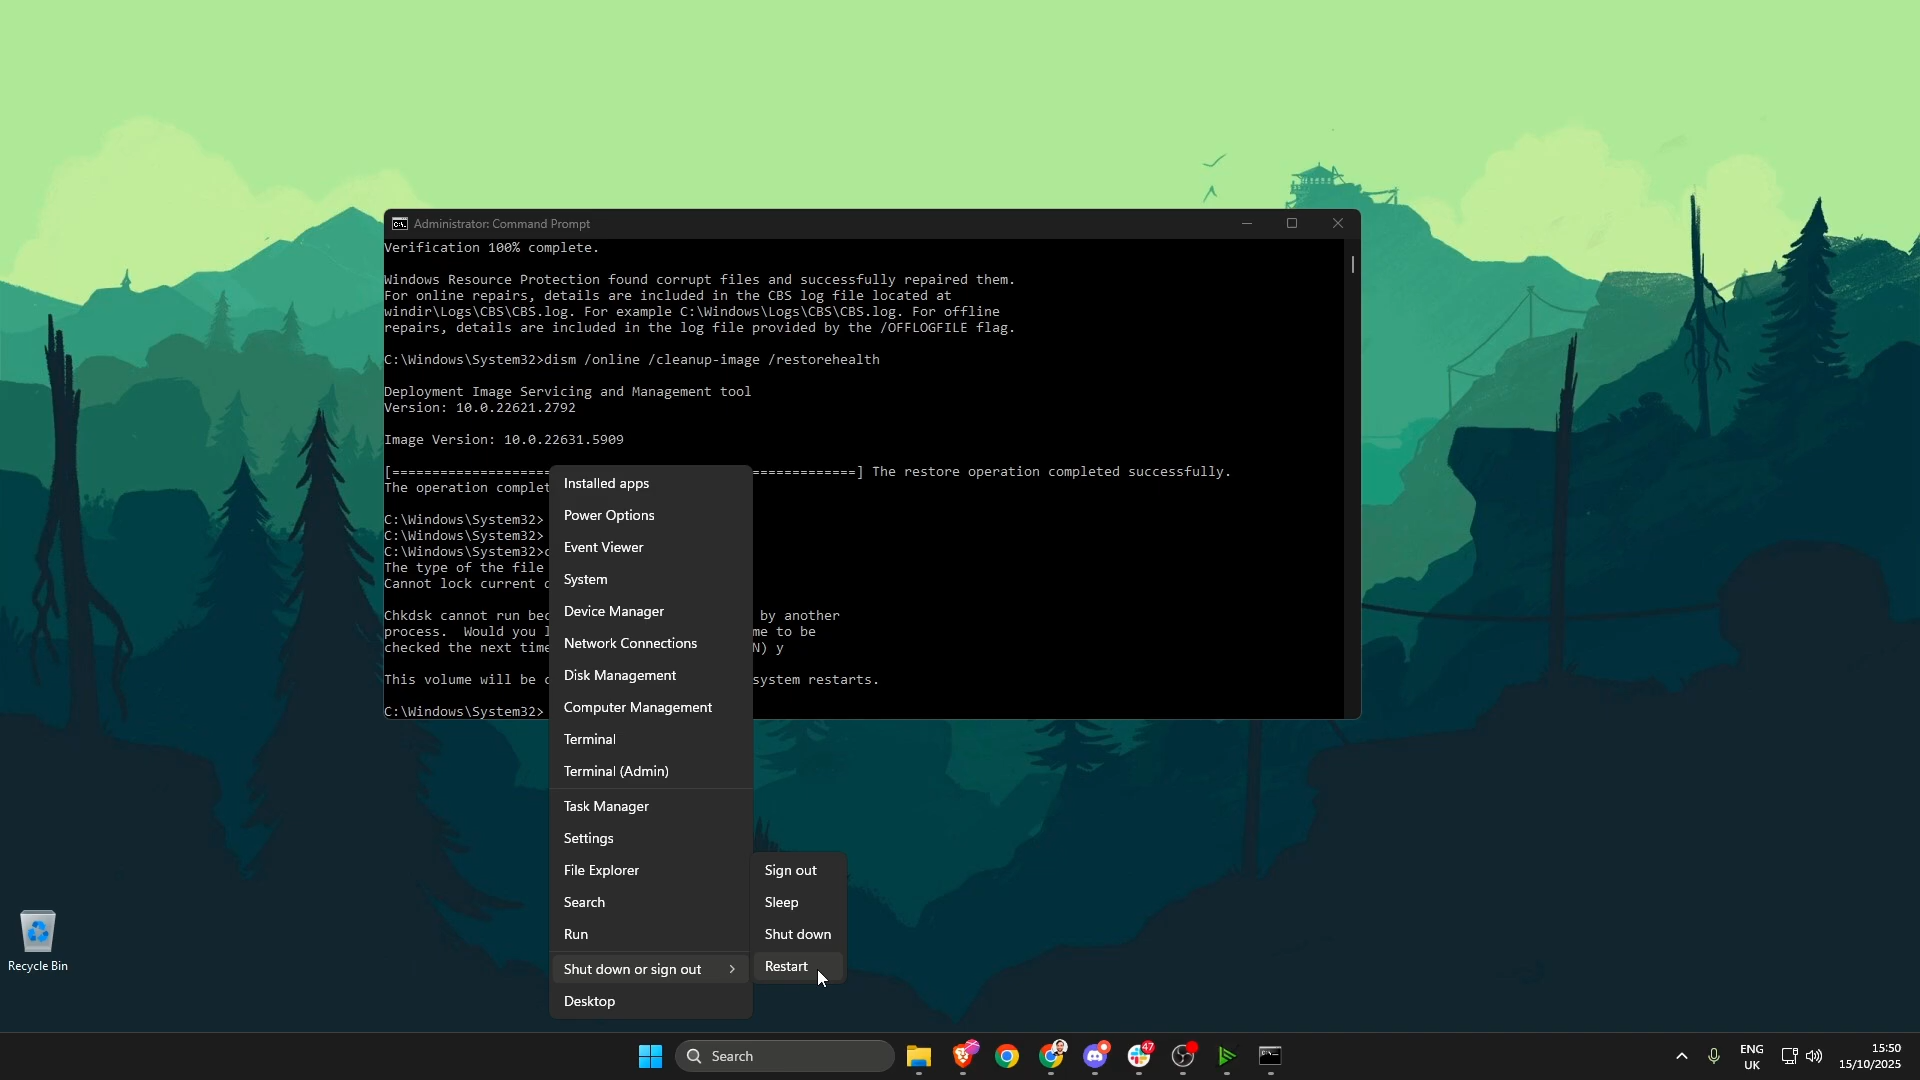 Administrator: Command Prompt
Verification 100% complete.
Windows Resource Protection found corrupt files and successfully repaired them.
For online repairs, details are included in the CBS log file located at
windir\Logs\CBS\CBS.log. For example C:\Windows\Logs\CBS\CBS.log. For offline
repairs, details are included in the log file provided by the /OFFLOGFILE flag.
C:\Windows\System32>dism /online /cleanup-image /restorehealth
Deployment Image Servicing and Management tool
Version: 10.0.22621.2792
Image Version: 10.0.22631.5909
[==================== =============] The restore operation completed successfully.
The operation complet
C:\Windows\System32>
C:\Windows\System32>
C:\Windows\System32>
The type of the file
Cannot lock current
Chkdsk cannot run bec by another
process. Would you me to be
checked the next time N) y
This volume will be system restarts.
C:\Windows\System32>
Installed apps
Power Options
Event Viewer
System
Device Manager
Network Connections
Disk Management
Computer Management
Terminal
Terminal (Admin)
Task Manager
Settings
File Explorer
Search
Run
Shut down or sign out
Desktop
Sign out
Sleep
Shut down
Restart
Recycle Bin
Search
47
ENG
UK
15:50
15/10/2025